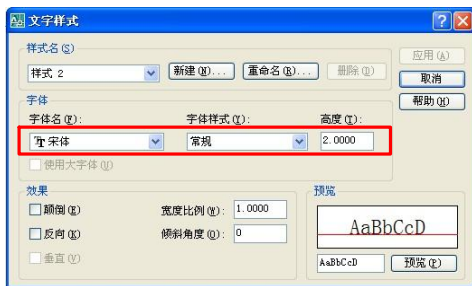 文字样式
样式名(S)
样式 2
新建(N)...
重命名(R)...
删除(D)
应用(A)
取消
帮助(H)
字体
字体名(F):
字体样式(Y):
高度(T):
宋体
常规
2.0000
使用大字体(U)
效果
颠倒(E)
宽度比例(W): 1.0000
反向(K)
倾斜角度(O): 0
垂直(V)
预览
AaBbCcD
AaBbCcD
预览(P)